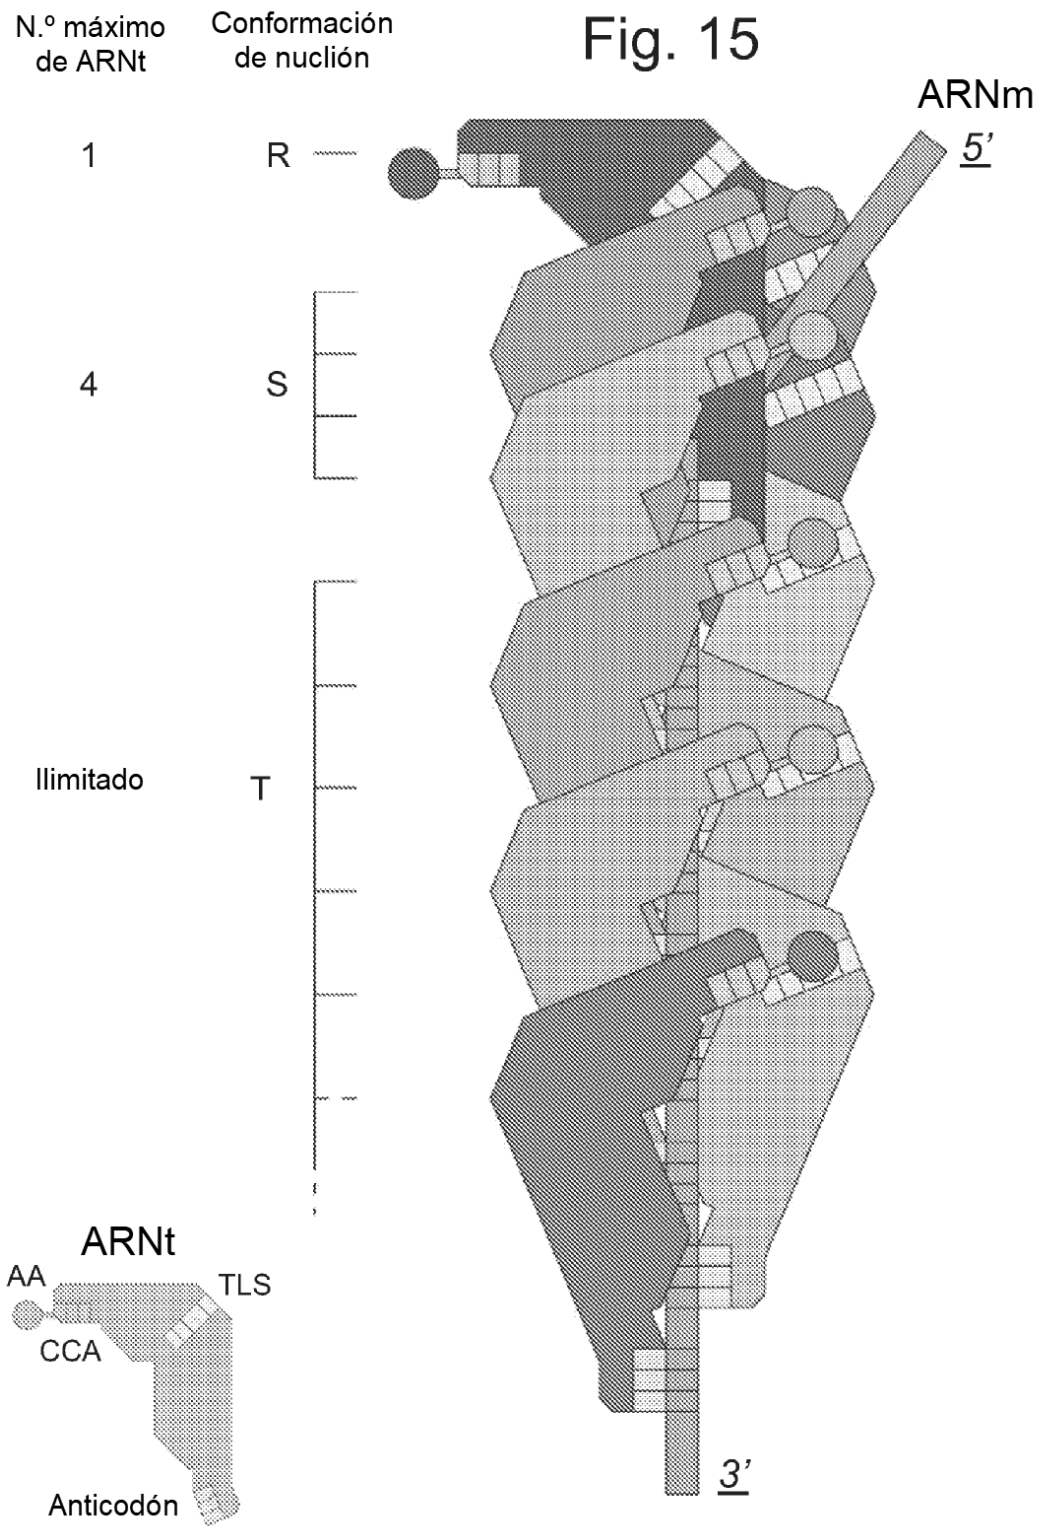 N.º máximo
de ARNt
Conformación
de nuclión
Fig. 15
ARNm
5’
1
R
4
S
Ilimitado
T
ARNt
AA
TLS
CCA
Anticodón
3’